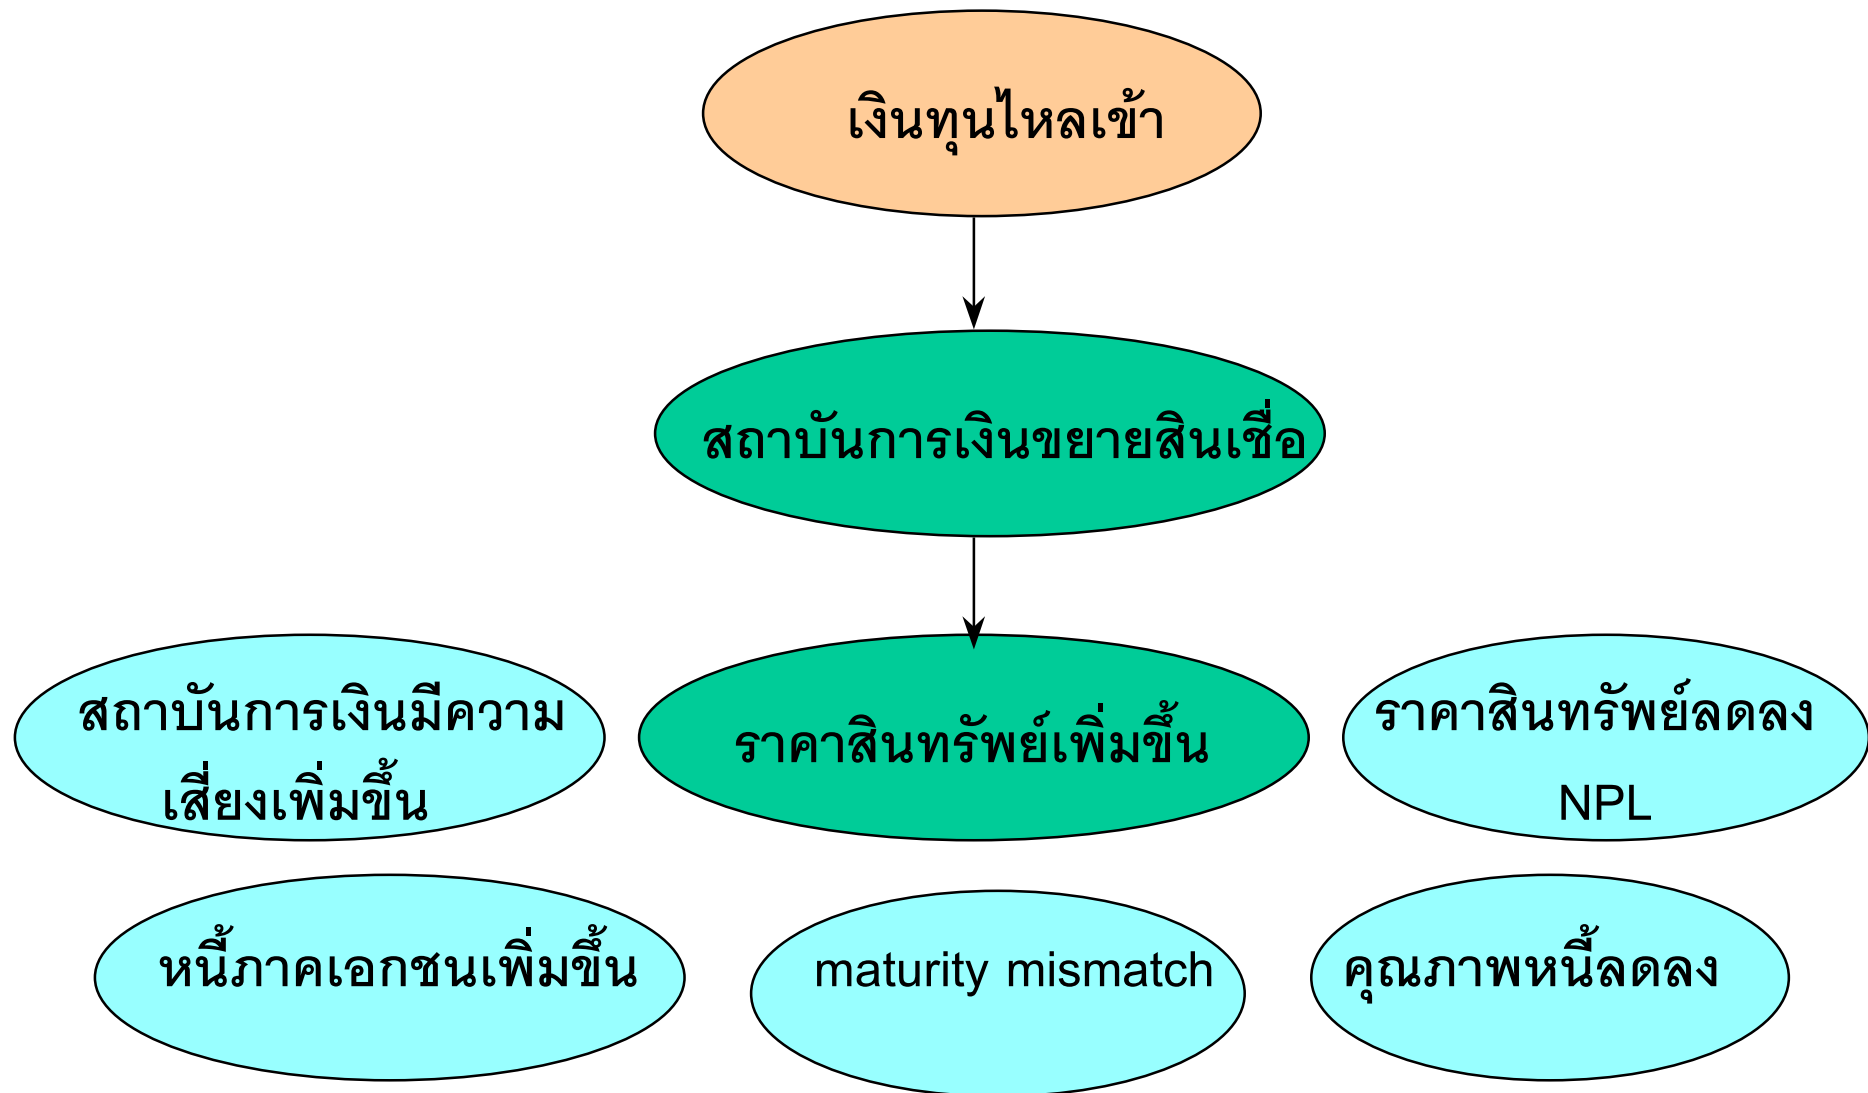 เงินทุนไหลเข้า
สถาบันการเงินขยายสินเชื่อ
สถาบันการเงินมีความ
เสี่ยงเพิ่มขึ้น
ราคาสินทรัพย์เพิ่มขึ้น
ราคาสินทรัพย์ลดลง
NPL
หนี้ภาคเอกชนเพิ่มขึ้น
maturity mismatch
คุณภาพหนี้ลดลง